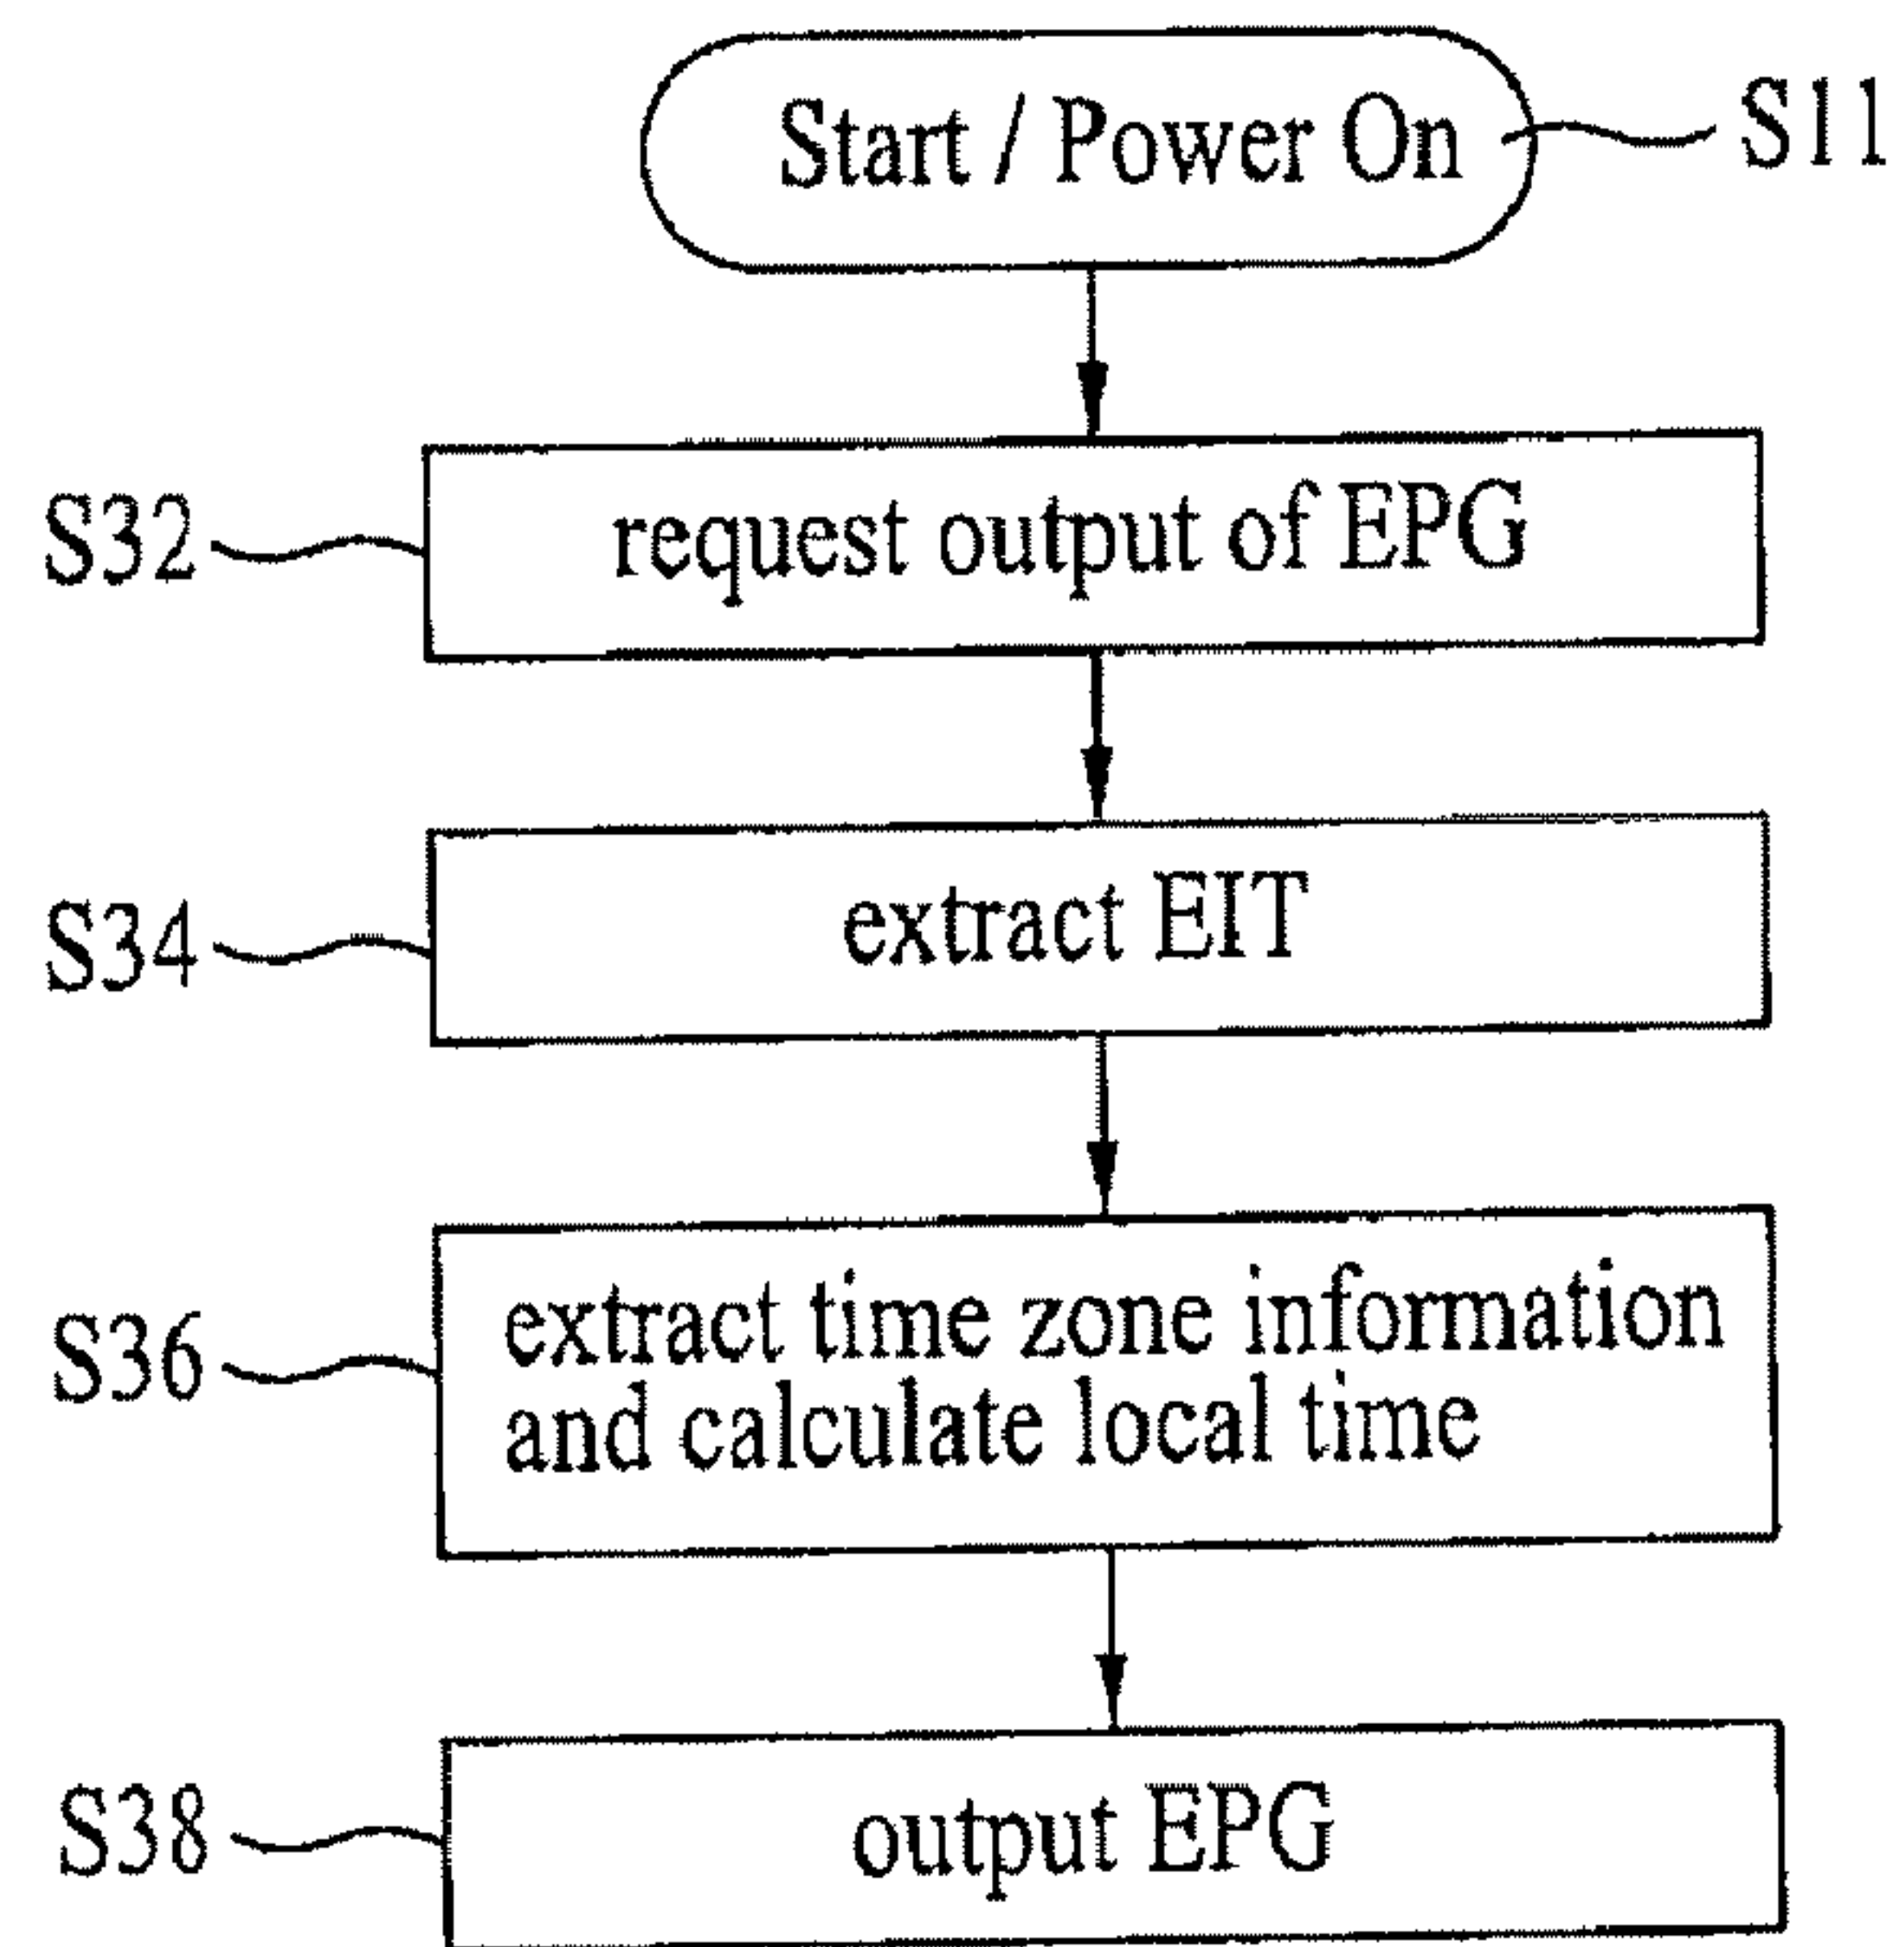 Start / Power On
S11
S32
request output of EPG
S34
extract EIT
S36
extract time zone information
and calculate local time
S38
output EPG